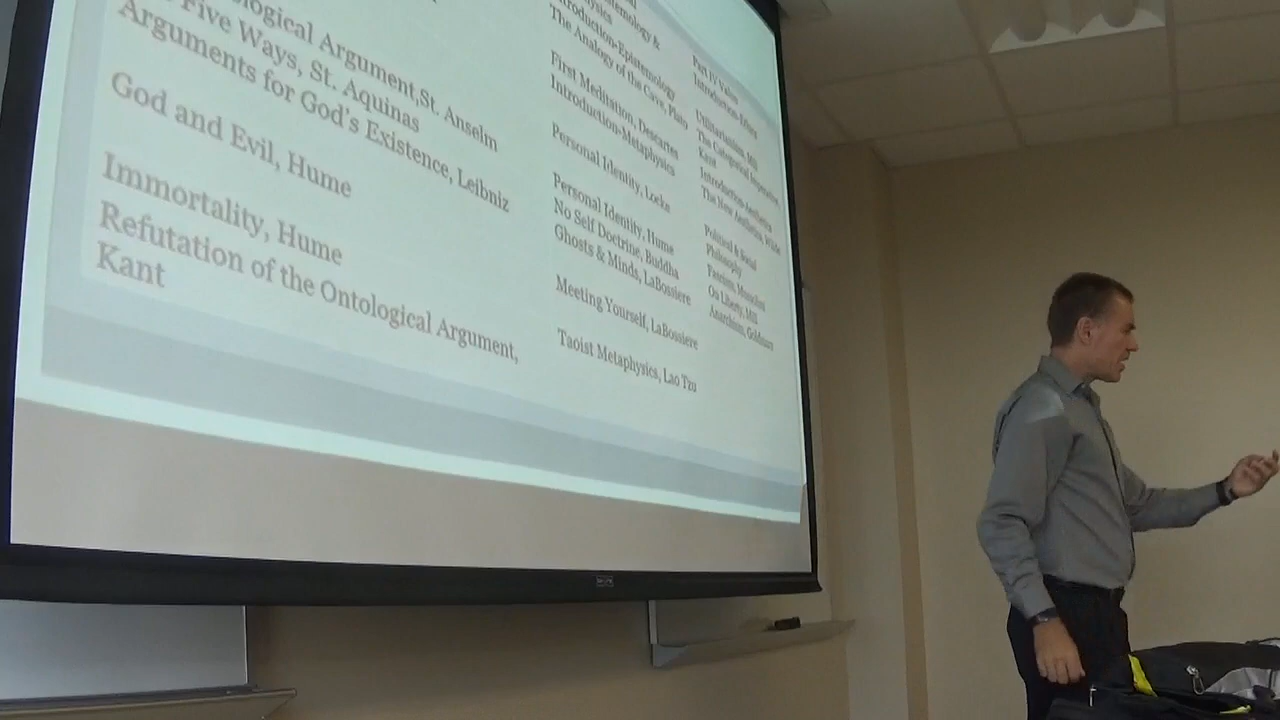 ological Argument,St. Anselm
Five Ways, St. Aquinas
Arguments for God's Existence, Leibniz
God and Evil, Hume
Immortality, Hume
Refutation of the Ontological Argument,
Kant
&
Introduction-Epistemology
The Analogy of the Cave, Plato
First Meditation, Descartes
Introduction-Metaphysics
Personal Identity, Locke
Personal Identity, Hume
No Self Doctrine, Buddha
Ghosts & Minds, LaBossiere
Meeting Yourself, LaBossiere
Taoist Metaphysics, Lao Tzu
Part IV Value
Introduction-Ethics
Utilitarianism, Mill
The Categorical Imperative,
Kant
Introduction-Aesthetics
The New Aesthetics, Wilde
Political & Social
Philosophy
Fascism, Mussolini
On Liberty, Mill
Anarchism, Goldman